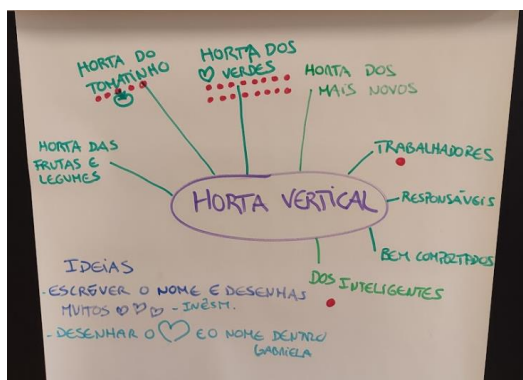 HORTA DO
TOMATINHO
HORTA DOS
♡ VERDES
HORTA DOS
MAIS NOVOS
HORTA DAS
FRUTAS E
LEGUMES
TRABALHADORES
HORTA VERTICAL
RESPONSÁVEIS
BEM COMPORTADOS
DOS INTELIGENTES
IDEIAS
- ESCREVER O NOME E DESENHAS
MUITOS ♡ ♡ ♡ - INÊS M.
- DESENHAR O ♡ E O NOME DENTRO
GABRIELA